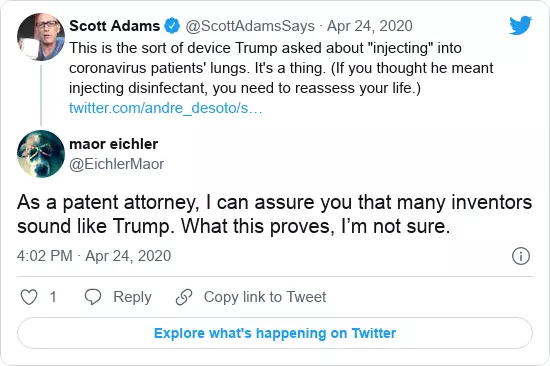 Scott Adams @ScottAdamsSays · Apr 24, 2020
This is the sort of device Trump asked about "injecting" into
coronavirus patients' lungs. It's a thing. (If you thought he meant
injecting disinfectant, you need to reassess your life.)
twitter.com/andre_desoto/s…
maor eichler
@EichlerMaor
As a patent attorney, I can assure you that many inventors
sound like Trump. What this proves, I’m not sure.
4:02 PM · Apr 24, 2020
1 Reply Copy link to Tweet
Explore what's happening on Twitter